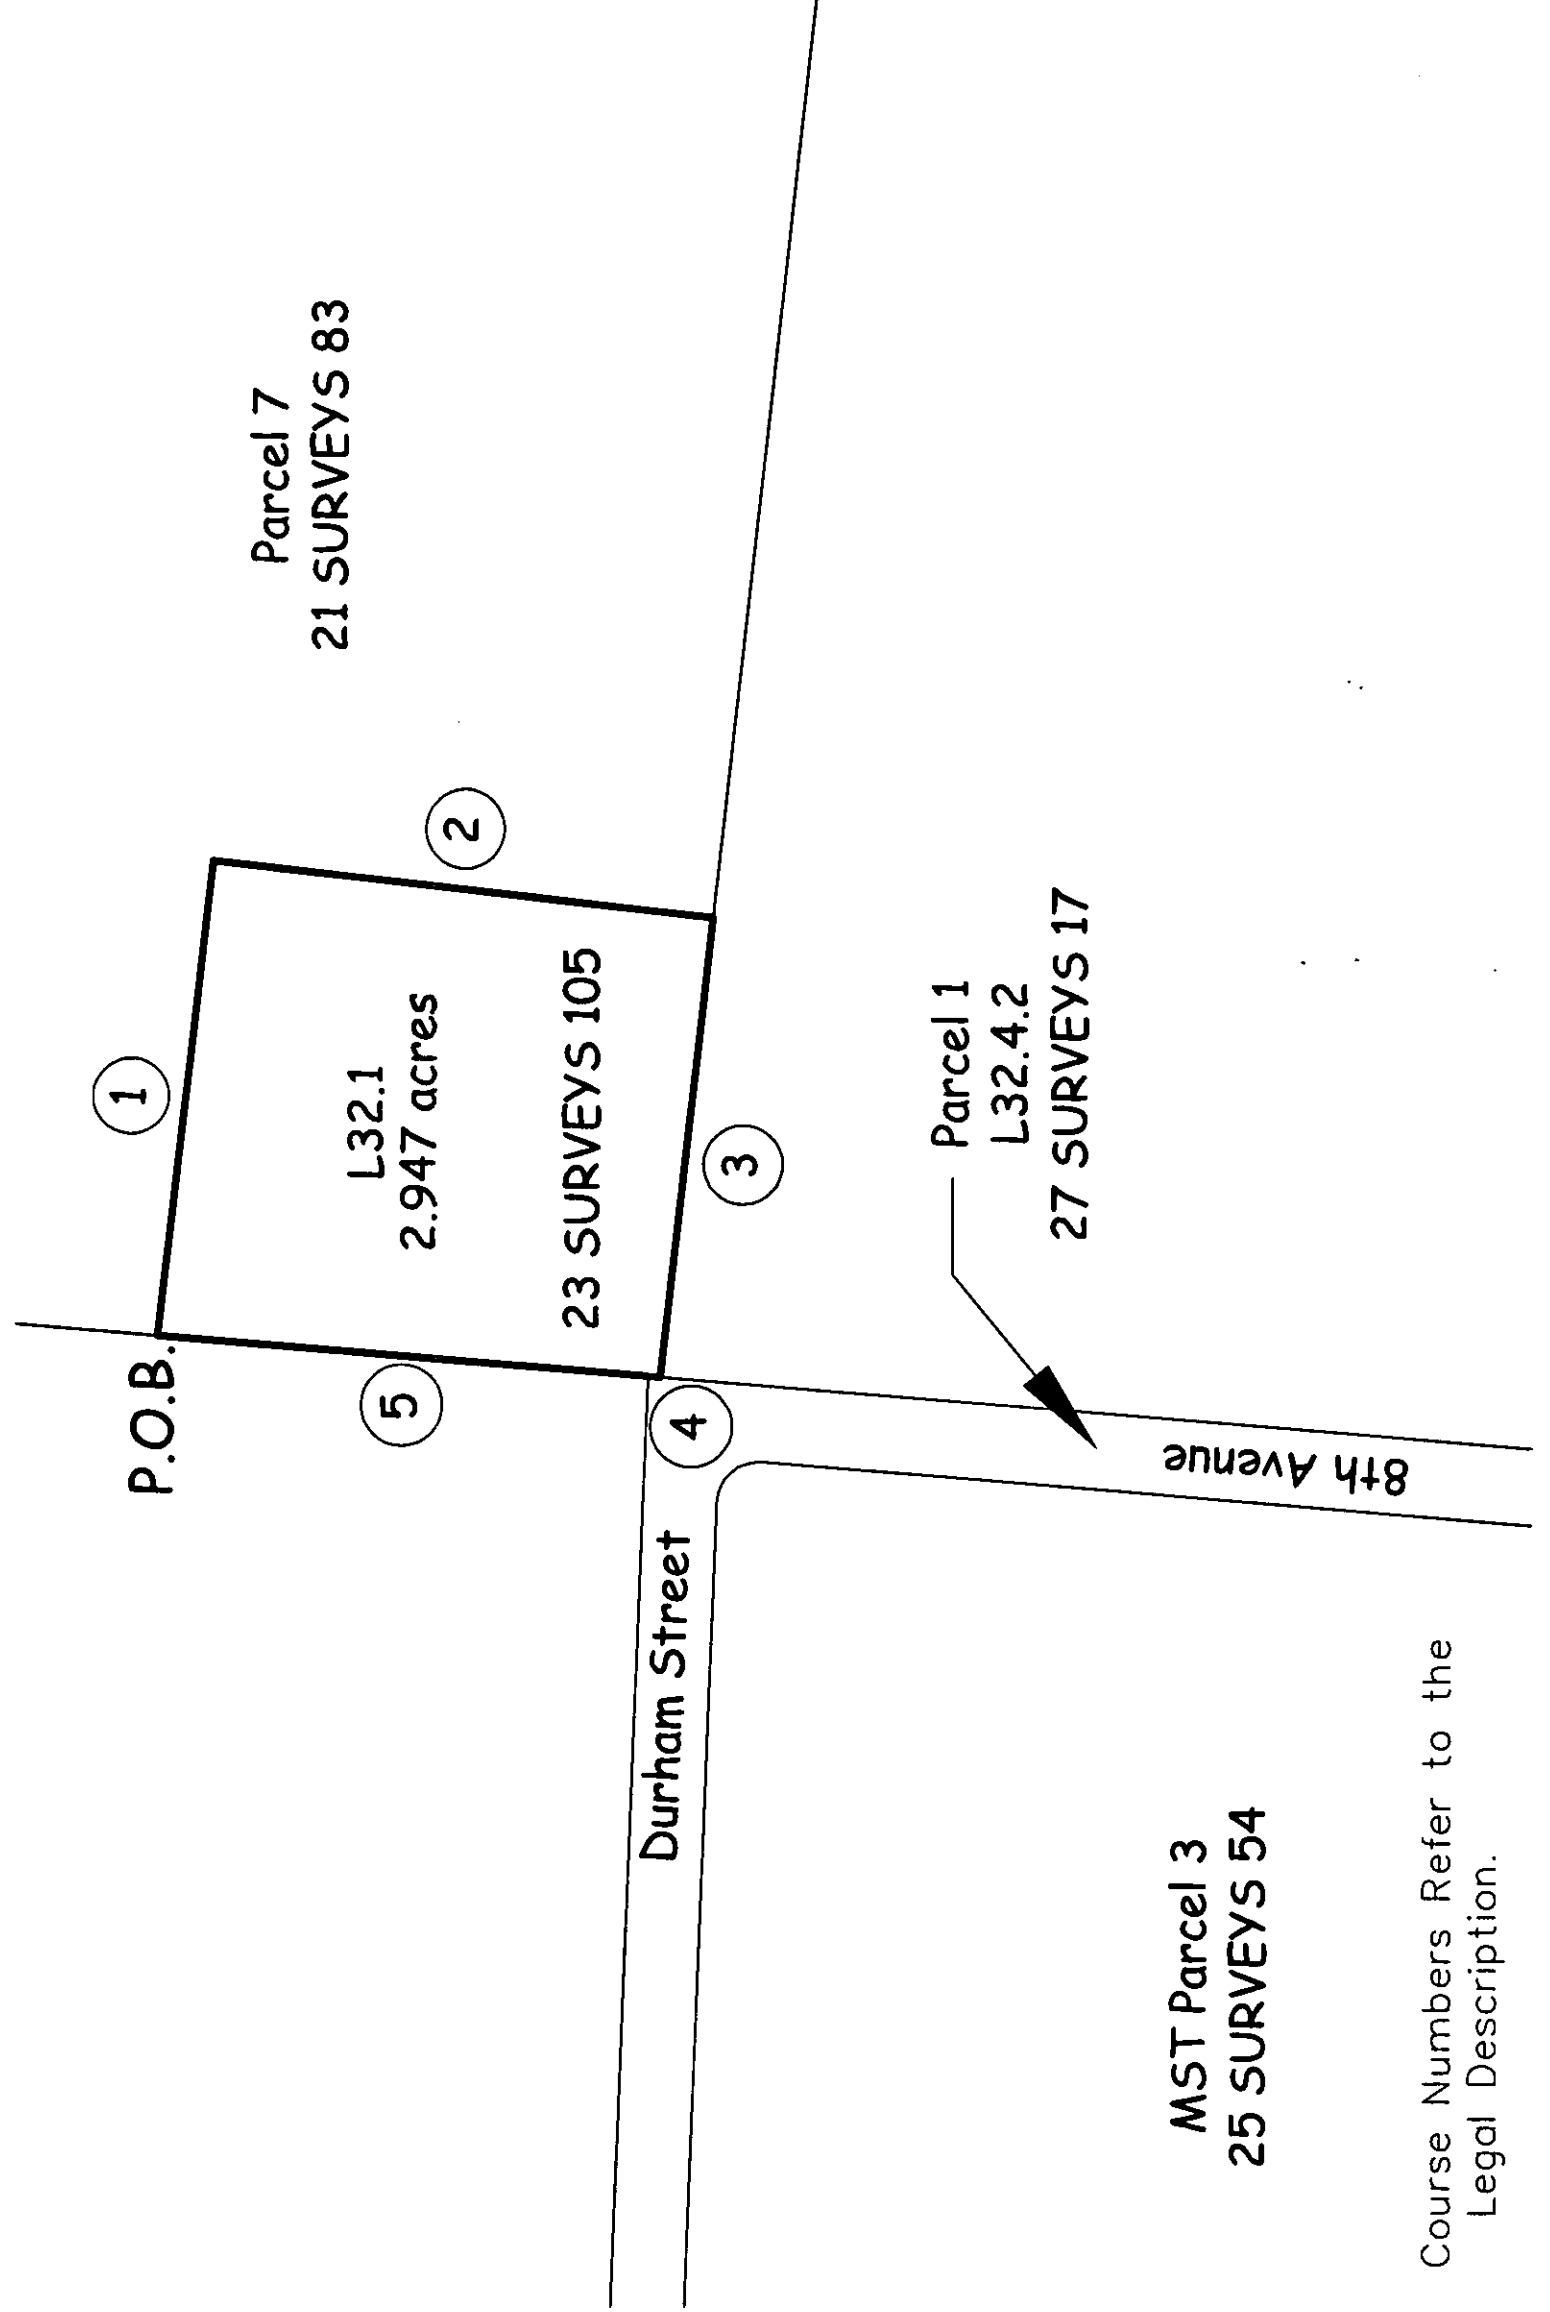 Parcel 7
21 SURVEYS 83
1
2
P.O.B.
L32.1
2.947 acres
23 SURVEYS 105
5
3
4
Parcel 1
L32.4.2
27 SURVEYS 17
Durham Street
8th Avenue
MST Parcel 3
25 SURVEYS 54
Course Numbers Refer to the
Legal Description.